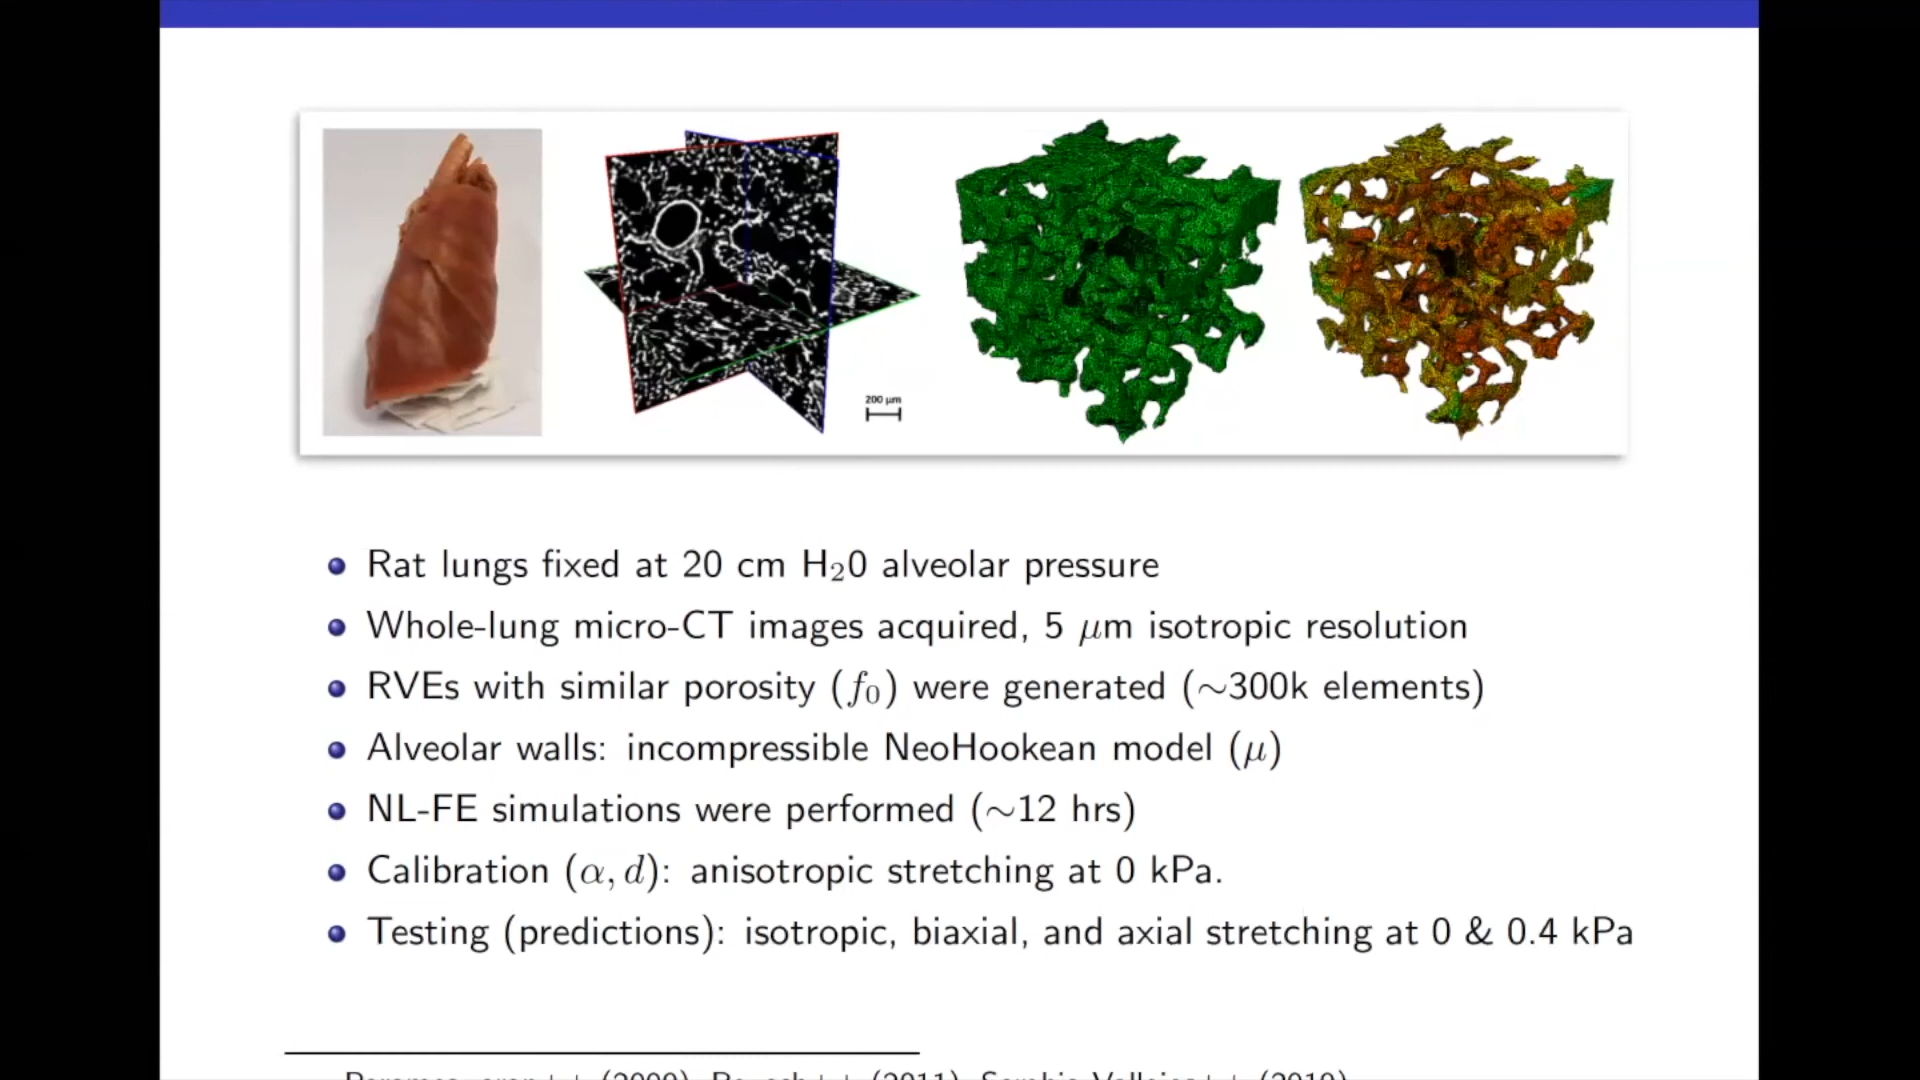 200 μm
Rat lungs fixed at 20 cm H₂0 alveolar pressure
Whole-lung micro-CT images acquired, 5 μm isotropic resolution
RVEs with similar porosity (f₀) were generated (∼300k elements)
Alveolar walls: incompressible NeoHookean model (μ)
NL-FE simulations were performed (∼12 hrs)
Calibration (α, d): anisotropic stretching at 0 kPa.
Testing (predictions): isotropic, biaxial, and axial stretching at 0 & 0.4 kPa